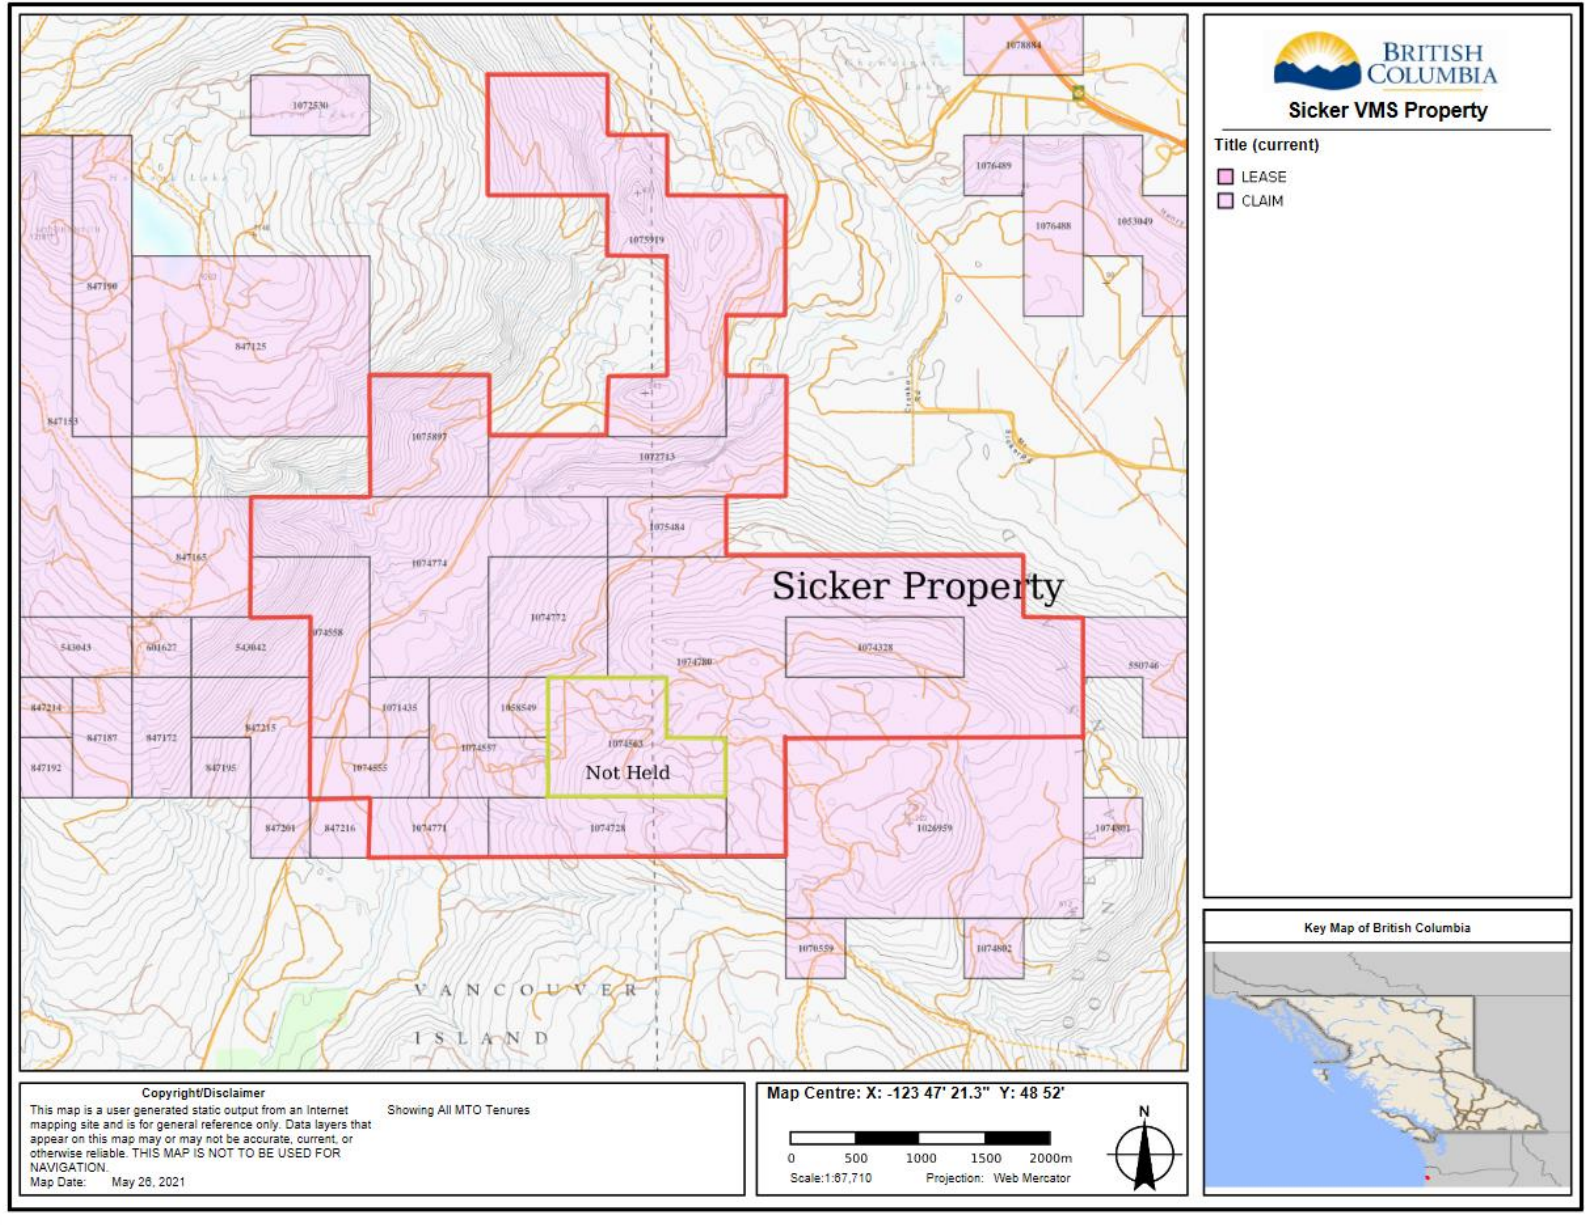 1078884
1072530
1076489
1076488
1053049
1075919
847190
847125
847153
1075897
1072713
1075484
847165
1074774
1074772
Sicker Property
543043
601627
543042
1074558
1074328
1074780
550746
847214
847187
847172
847215
1071435
1058549
1074557
1074563
Not Held
847192
847195
1074555
847201
847216
1074771
1074728
1026959
1074801
1070559
1074802
VANCOUVER
ISLAND
BRITISH
COLUMBIA
Sicker VMS Property
Title (current)
LEASE
CLAIM
Key Map of British Columbia
Copyright/Disclaimer
This map is a user generated static output from an Internet
mapping site and is for general reference only. Data layers that
appear on this map may or may not be accurate, current, or
otherwise reliable. THIS MAP IS NOT TO BE USED FOR
NAVIGATION.
Map Date: May 26, 2021
Showing All MTO Tenures
Map Centre: X: -123 47' 21.3" Y: 48 52'
0 500 1000 1500 2000m
Scale:1:67,710 Projection: Web Mercator
N